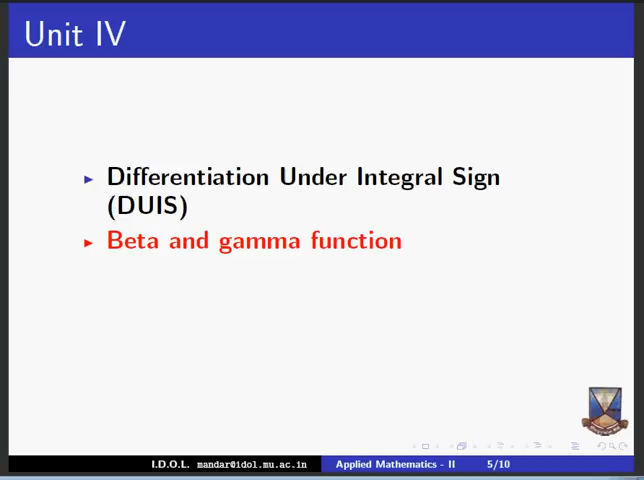 Unit IV
Differentiation Under Integral Sign
(DUIS)
Beta and gamma function
I.D.O.L. mandar@idol.mu.ac.in Applied Mathematics - II 5/10